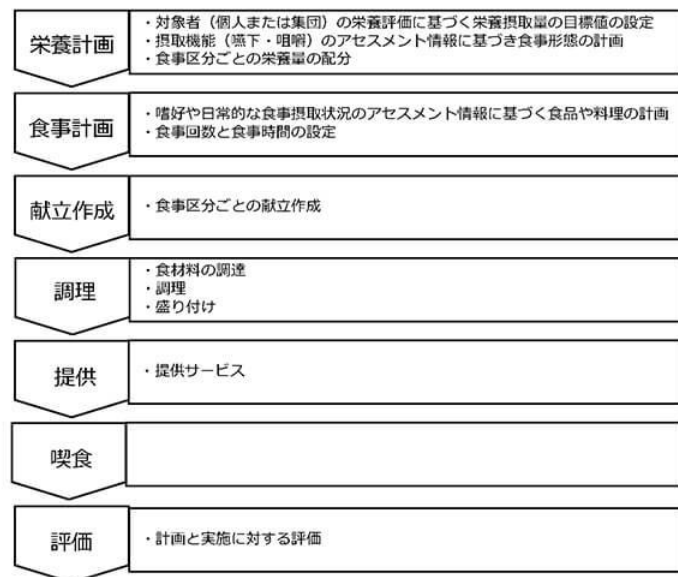 栄養計画
・対象者（個人または集団）の栄養評価に基づく栄養摂取量の目標値の設定
・摂取機能（嚥下・咀嚼）のアセスメント情報に基づき食事形態の計画
・食事区分ごとの栄養量の配分
食事計画
・嗜好や日常的な食事摂取状況のアセスメント情報に基づく食品や料理の計画
・食事回数と食事時間の設定
献立作成
・食事区分ごとの献立作成
調理
・食材料の調達
・調理
・盛り付け
提供
・提供サービス
喫食
評価
・計画と実施に対する評価